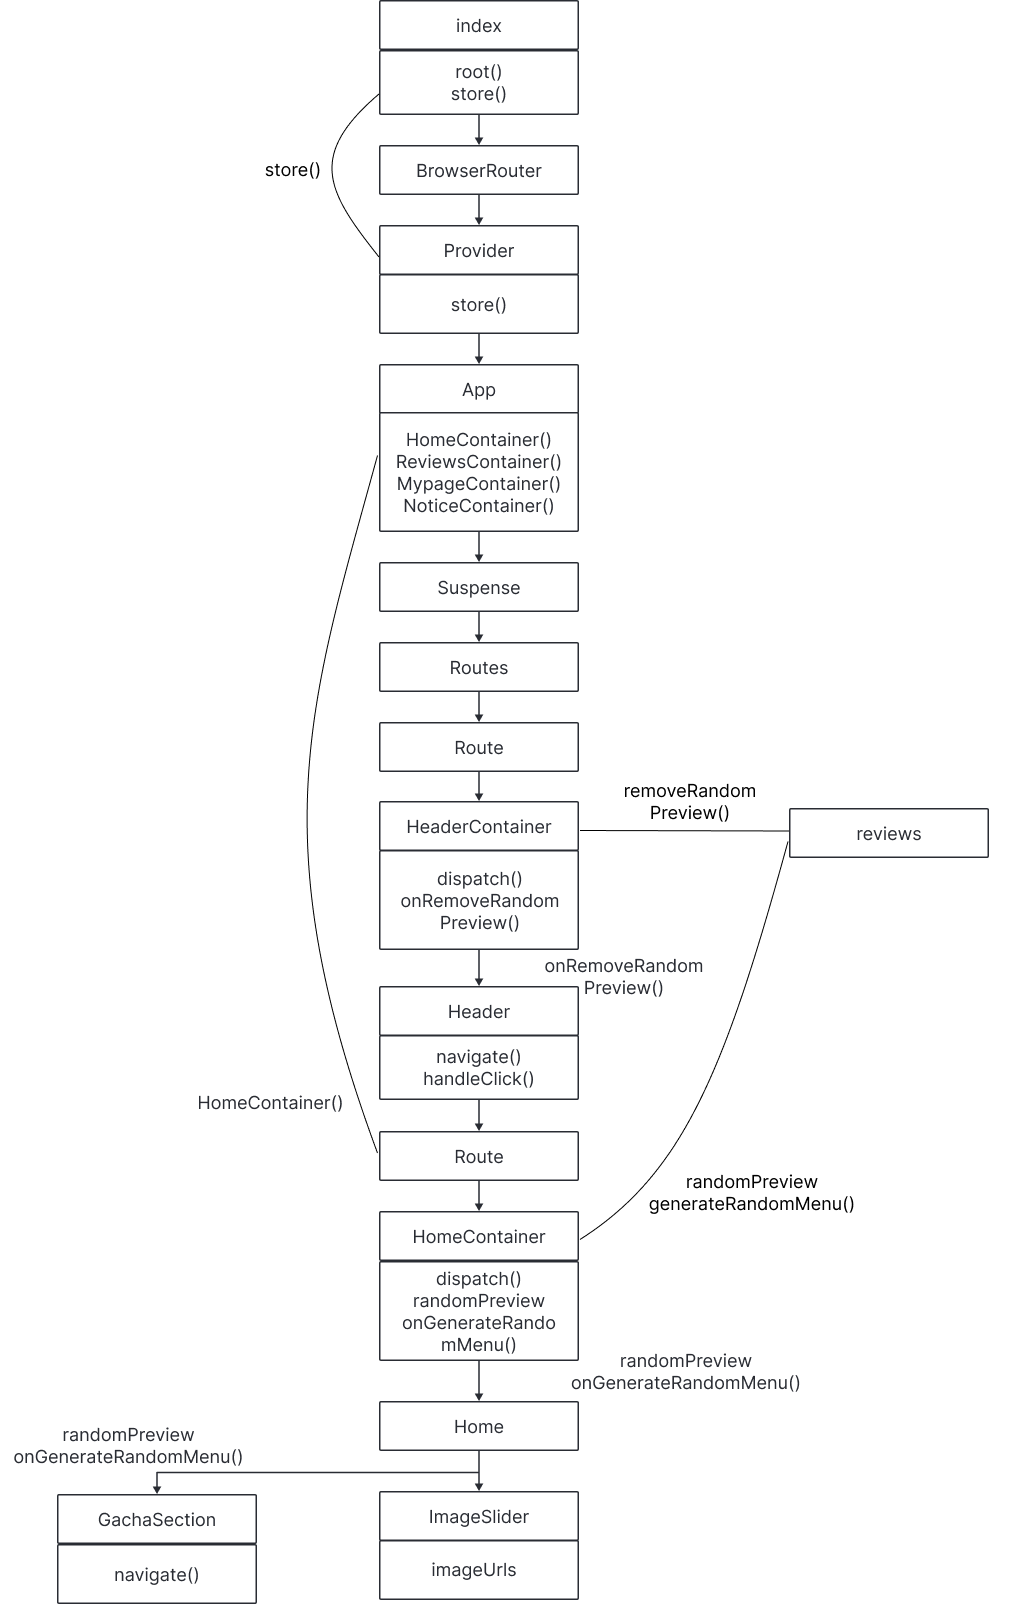 index
root()
store()
store()
BrowserRouter
Provider
store()
App
HomeContainer()
ReviewsContainer()
MypageContainer()
NoticeContainer()
Suspense
Routes
Route
removeRandom
Preview()
HeaderContainer
reviews
dispatch()
onRemoveRandom
Preview()
onRemoveRandom
Preview()
Header
navigate()
handleClick()
HomeContainer()
Route
randomPreview
generateRandomMenu()
HomeContainer
dispatch()
randomPreview
onGenerateRando
mMenu()
randomPreview
onGenerateRandomMenu()
Home
randomPreview
onGenerateRandomMenu()
GachaSection
navigate()
ImageSlider
imageUrls